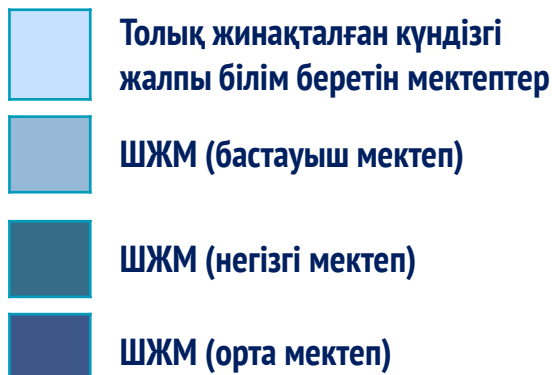 Толық жинақталған күндізгі
жалпы білім беретін мектептер
ШЖМ (бастауыш мектеп)
ШЖМ (негізгі мектеп)
ШЖМ (орта мектеп)